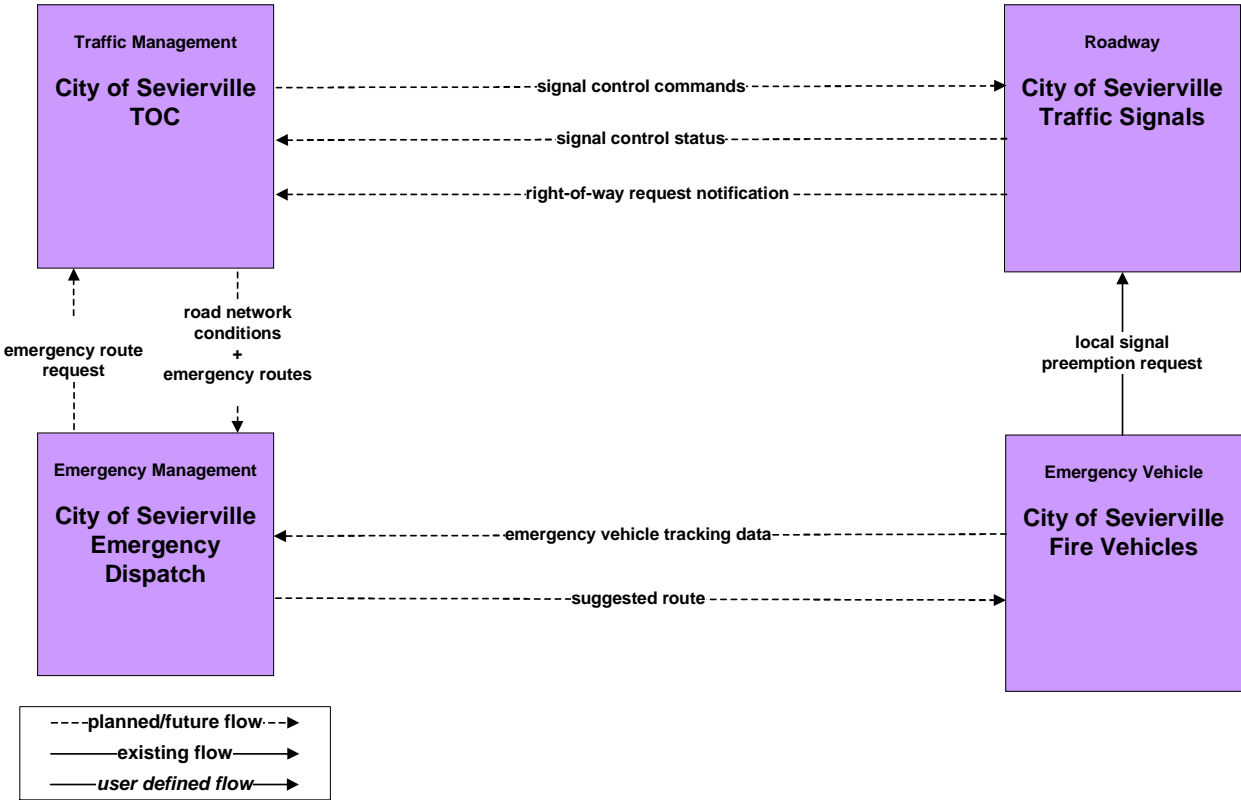 Traffic Management
City of Sevierville
TOC
Roadway
City of Sevierville
Traffic Signals
signal control commands
signal control status
right-of-way request notification
emergency route
request
road network
conditions
+
emergency routes
local signal
preemption request
Emergency Management
City of Sevierville
Emergency
Dispatch
Emergency Vehicle
City of Sevierville
Fire Vehicles
emergency vehicle tracking data
suggested route
planned/future flow
existing flow
user defined flow